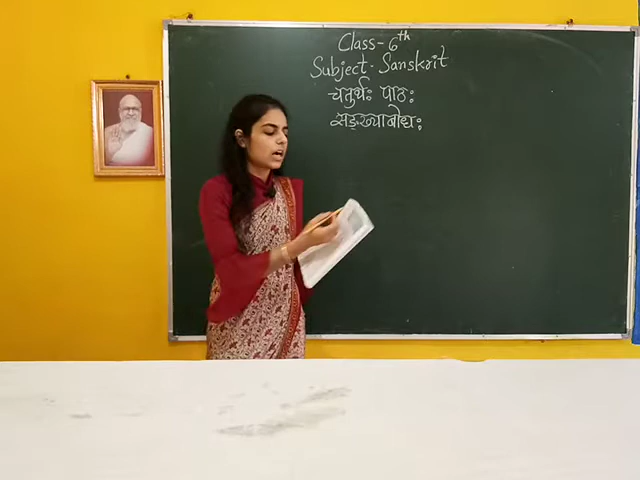 Class- 6th
Subject- Sanskrit
चतुर्थः पाठः
सङ्ख्याबोधः